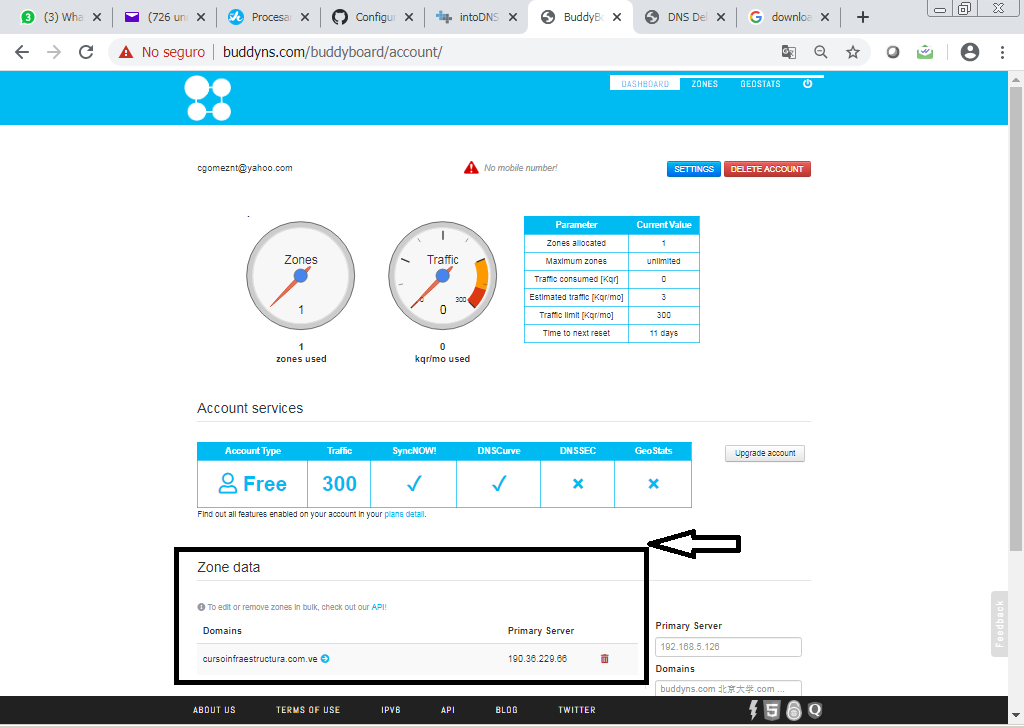 (3) Wha
(726 un
Procesar
Configur
intoDNS
BuddyBo
DNS Del
downloa
No seguro | buddyns.com/buddyboard/account/
DASHBOARD ZONES GEOSTATS
cgomeznt@yahoo.com
No mobile number!
SETTINGS DELETE ACCOUNT
Zones
1
1
zones used
Traffic
0 300
0
0
kqr/mo used
Parameter Current Value
Zones allocated 1
Maximum zones unlimited
Traffic consumed [Kqr] 0
Estimated traffic [Kqr/mo] 3
Traffic limit [Kqr/mo] 300
Time to next reset 11 days
Account services
Account Type Traffic SyncNOW! DNSCurve DNSSEC GeoStats
Free 300 ✓ ✓ × ×
Upgrade account
Find out all features enabled on your account in your plans detail.
Zone data
To edit or remove zones in bulk, check out our API!
Domains Primary Server
cursoinfraestructura.com.ve 190.36.229.66
Primary Server
192.168.5.126
Domains
buddyns.com 北京大学.com ...
Feedback
ABOUT US TERMS OF USE IPV6 API BLOG TWITTER